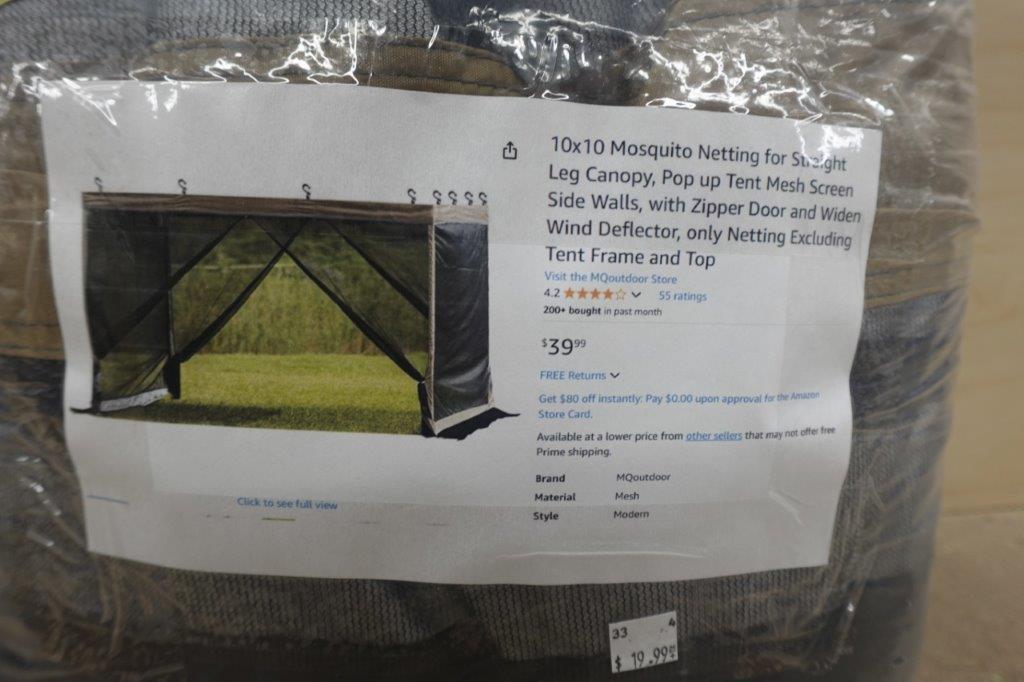 10x10 Mosquito Netting for Straight
Leg Canopy, Pop up Tent Mesh Screen
Side Walls, with Zipper Door and Widen
Wind Deflector, only Netting Excluding
Tent Frame and Top
Visit the MQoutdoor Store
4.2 55 ratings
200+ bought in past month
$39.99
FREE Returns
Get $80 off instantly: Pay $0.00 upon approval for the Amazon
Store Card.
Available at a lower price from other sellers that may not offer free
Prime shipping.
Brand MQoutdoor
Material Mesh
Style Modern
Click to see full view
33 4
$ 19.99